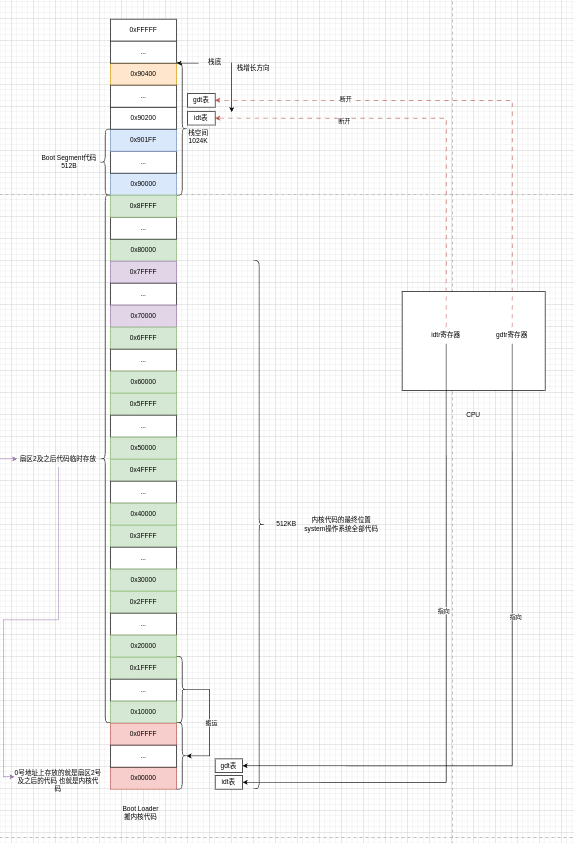 0xFFFFF
...
栈底
栈增长方向
0x90400
...
gdt表
断开
0x90200
idt表
断开
栈空间
1024K
0x901FF
Boot Segment代码
512B
...
0x90000
0x8FFFF
...
0x80000
0x7FFFF
...
0x70000
0x6FFFF
idtr寄存器
gdtr寄存器
...
0x60000
0x5FFFF
CPU
...
0x50000
扇区2及之后代码临时存放
0x4FFFF
...
0x40000
512KB
内核代码的最终位置
system操作系统全部代码
0x3FFFF
...
0x30000
0x2FFFF
指向
指向
...
0x20000
0x1FFFF
...
0x10000
搬运
0x0FFFF
...
gdt表
0号地址上存放的就是扇区2号
及之后的代码 也就是内核代
码
0x00000
idt表
Boot Loader
搬内核代码